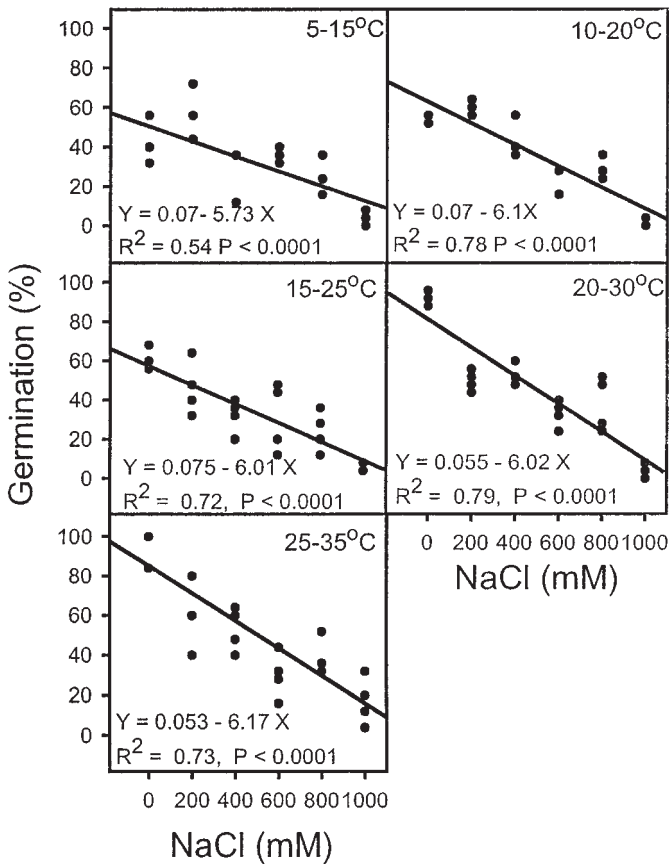 100
80
60
40
20
0
5-15°C
Y = 0.07- 5.73 X
R² = 0.54 P < 0.0001
10-20°C
Y = 0.07 - 6.1X
R² = 0.78 P < 0.0001
Germination (%)
100
80
60
40
20
0
15-25°C
Y = 0.075 - 6.01 X
R² = 0.72, P < 0.0001
20-30°C
Y = 0.055 - 6.02 X
R² = 0.79, P < 0.0001
0 200 400 600 800 1000
NaCl (mM)
100
80
60
40
20
0
25-35°C
Y = 0.053 - 6.17 X
R² = 0.73, P < 0.0001
0 200 400 600 800 1000
NaCl (mM)